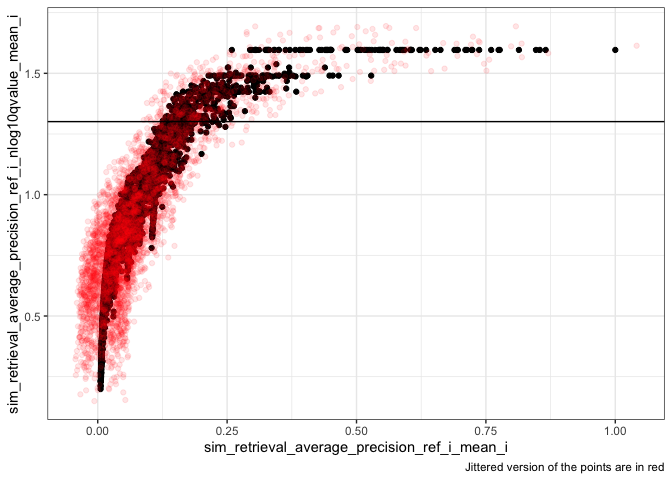 sim_retrieval_average_precision_ref_i_nlog10qvalue_mean_i
1.5
1.0
0.5
0.00
0.25
0.50
0.75
1.00
sim_retrieval_average_precision_ref_i_mean_i
Jittered version of the points are in red